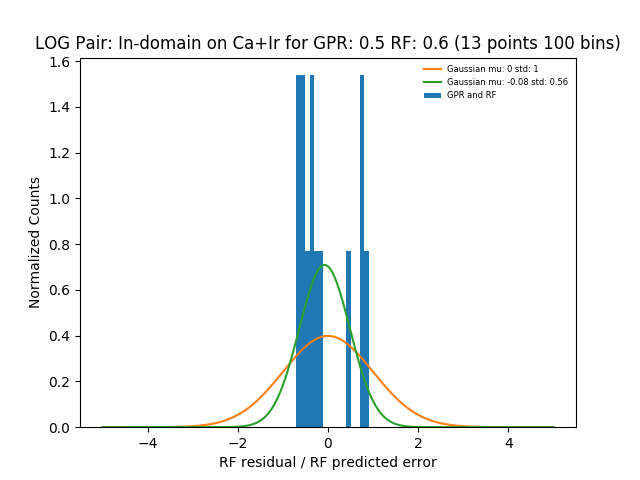 LOG Pair: In-domain on Ca+Ir for GPR: 0.5 RF: 0.6 (13 points 100 bins)
Gaussian mu: 0 std: 1
Gaussian mu: -0.08 std: 0.56
GPR and RF
Normalized Counts
1.6
1.4
1.2
1.0
0.8
0.6
0.4
0.2
0.0
−4
−2
0
2
4
RF residual / RF predicted error